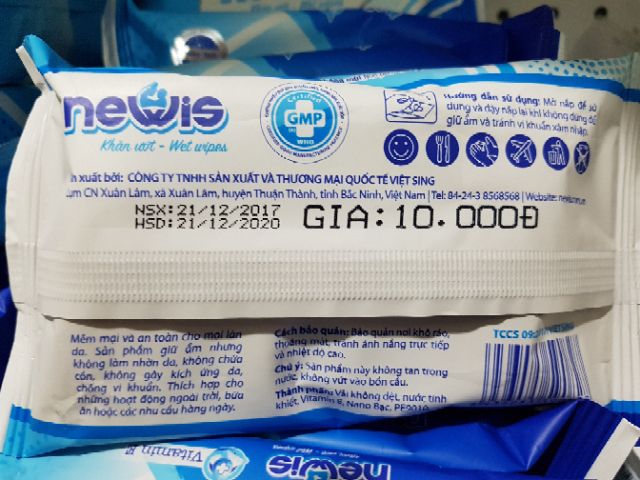 newis
Khăn ướt - Wet wipes
Certified
GMP
WHO
Hướng dẫn sử dụng: Mở nắp để sử
dụng và dậy nắp lại khi không dùng để
giữ ẩm và tránh vi khuẩn xâm nhập.
xuất bởi: CÔNG TY TNHH SẢN XUẤT VÀ THƯƠNG MẠI QUỐC TẾ VIỆT SING
CN Xuân Lâm, xã Xuân Lâm, huyện Thuận Thành, tỉnh Bắc Ninh, Việt Nam | Tel: 84-24-3 8568568 | Website:
NSX:21/12/2017
HSD:21/12/2020
GIA:10.000Đ
Mềm mại và an toàn cho mọi làn
da. Sản phẩm giữ ẩm nhưng
không làm nhờn da, không chứa
cồn, không gây kích ứng da,
chống vi khuẩn. Thích hợp cho
những hoạt động ngoài trời, bữa
ăn hoặc các nhu cầu hàng ngày.
Cách bảo quản: Bảo quản nơi khô ráo,
thoáng mát, tránh ánh nắng trực tiếp
và nhiệt độ cao.
Chú ý: Sản phẩm này không tan trong
nước, không vứt vào bồn cầu.
Thành phần: Vải không dệt, nước tinh
khiết, Vitamin E, Nano Bạc,
TCCS
Vitamin E
newis